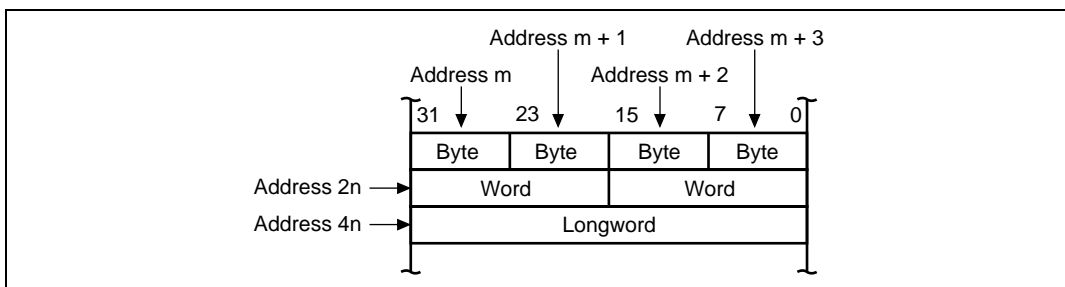 Address m + 1
Address m + 3
Address m
Address m + 2
31
23
15
7
0
Byte
Byte
Byte
Byte
Address 2n
Word
Word
Address 4n
Longword